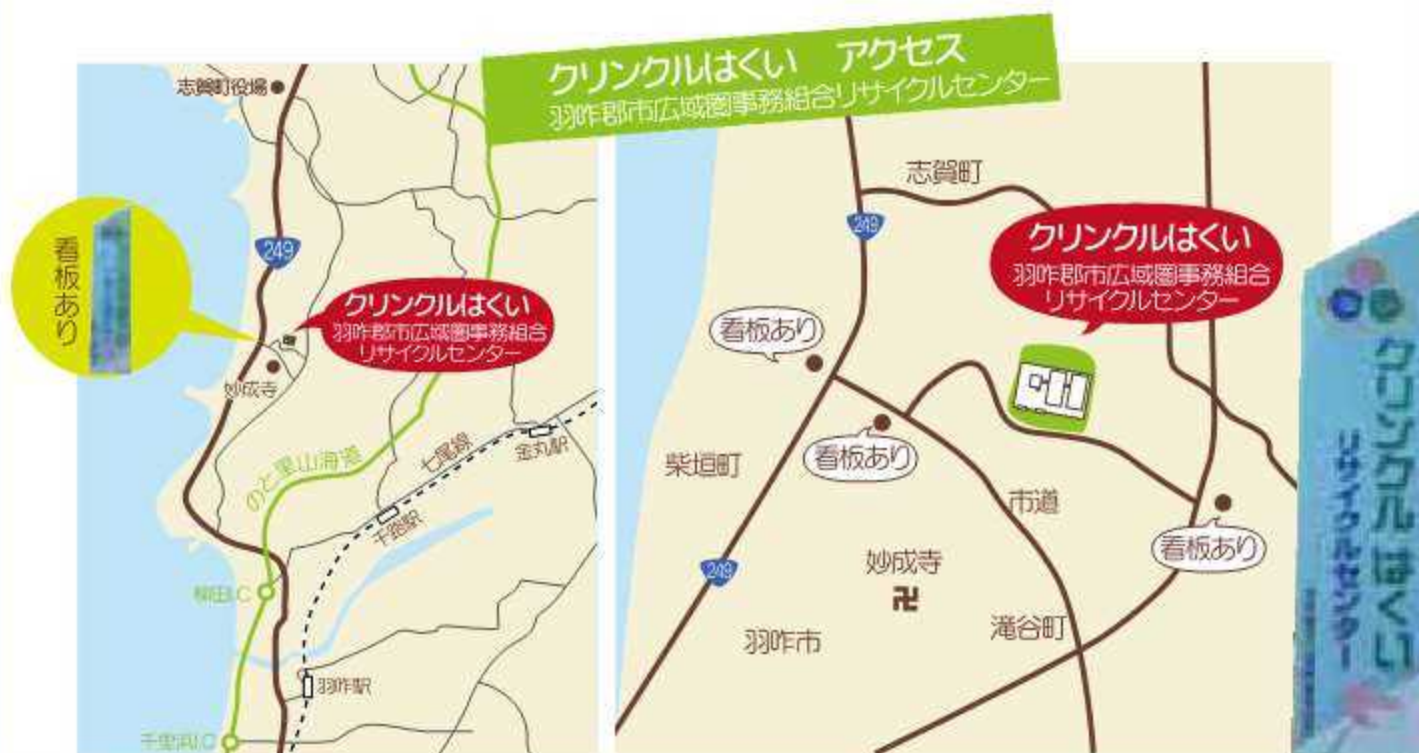 クリンクルはくい アクセス
羽咋郡市広域圏事務組合リサイクルセンター
志賀町役場
249
看板あり
クリンクルはくい
羽咋郡市広域圏事務組合
リサイクルセンター
妙成寺
のと里山海道
七尾線
金丸駅
千路駅
柳田I.C
羽咋駅
千里浜I.C
志賀町
249
クリンクルはくい
羽咋郡市広域圏事務組合
リサイクルセンター
看板あり
看板あり
柴垣町
市道
看板あり
249
妙成寺
卍
滝谷町
羽咋市
クリンクルはくい
リサイクルセンター